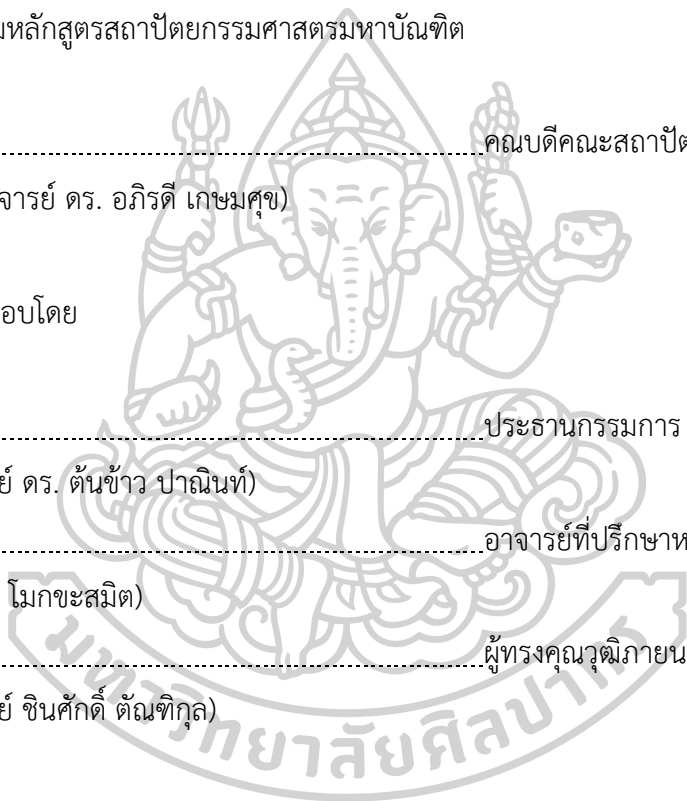 มหลักสูตรสถาปัตยกรรมศาสตรมหาบัณฑิต
คณบดีคณะสถาปัต
จารย์ ดร. อภิรดี เกษมศุข)
อบโดย
ประธานกรรมการ
ย์ ดร. ต้นข้าว ปาณินท์)
อาจารย์ที่ปรึกษาห
โมกขะสมิต)
ผู้ทรงคุณวุฒิภายน
ย์ ชินศักดิ์ ตัณฑิกุล)
มหาวิทยาลัยศิลปากร